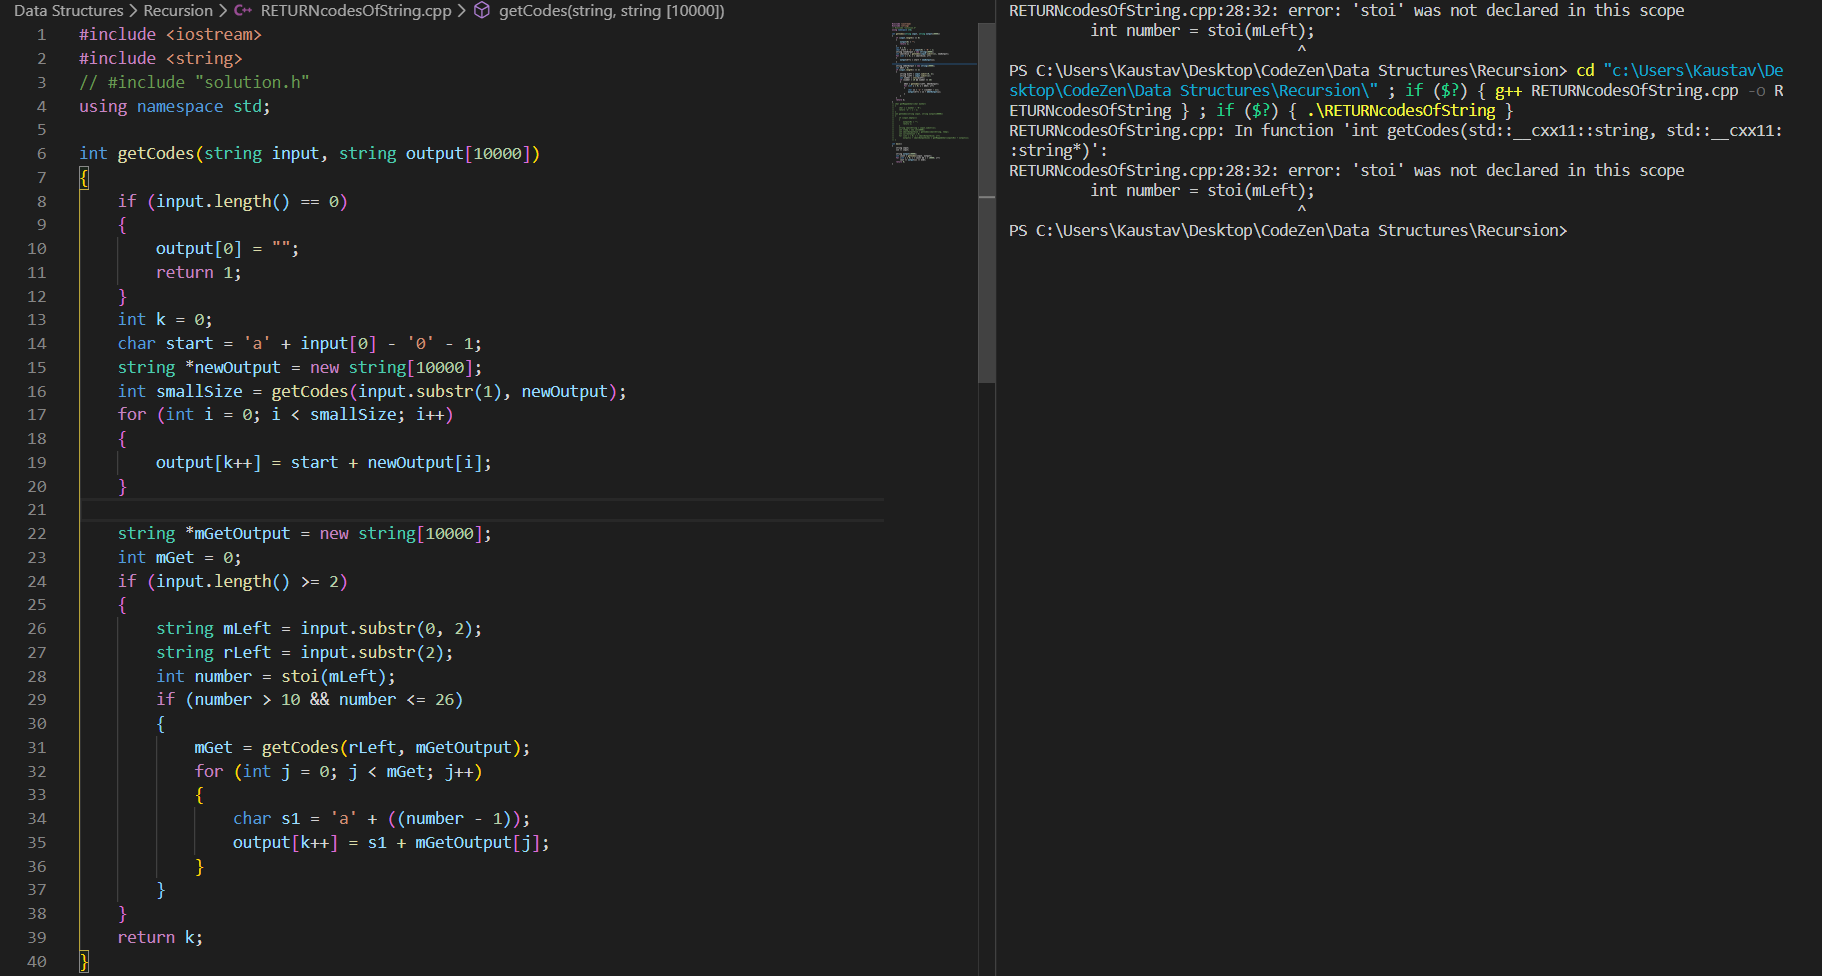 Data Structures > Recursion > C++ RETURNcodesOfString.cpp > getCodes(string, string [10000])
1 #include <iostream>
2 #include <string>
3 // #include "solution.h"
4 using namespace std;
5
6 int getCodes(string input, string output[10000])
7 {
8 if (input.length() == 0)
9 {
10 output[0] = "";
11 return 1;
12 }
13 int k = 0;
14 char start = 'a' + input[0] - '0' - 1;
15 string *newOutput = new string[10000];
16 int smallSize = getCodes(input.substr(1), newOutput);
17 for (int i = 0; i < smallSize; i++)
18 {
19 output[k++] = start + newOutput[i];
20 }
21
22 string *mGetOutput = new string[10000];
23 int mGet = 0;
24 if (input.length() >= 2)
25 {
26 string mLeft = input.substr(0, 2);
27 string rLeft = input.substr(2);
28 int number = stoi(mLeft);
29 if (number > 10 && number <= 26)
30 {
31 mGet = getCodes(rLeft, mGetOutput);
32 for (int j = 0; j < mGet; j++)
33 {
34 char s1 = 'a' + ((number - 1));
35 output[k++] = s1 + mGetOutput[j];
36 }
37 }
38 }
39 return k;
40 }
RETURNcodesOfString.cpp:28:32: error: 'stoi' was not declared in this scope
int number = stoi(mLeft);
^
PS C:\Users\Kaustav\Desktop\CodeZen\Data Structures\Recursion> cd "c:\Users\Kaustav\De
sktop\CodeZen\Data Structures\Recursion\" ; if ($?) { g++ RETURNcodesOfString.cpp -o R
ETURNcodesOfString } ; if ($?) { .\RETURNcodesOfString }
RETURNcodesOfString.cpp: In function 'int getCodes(std::__cxx11::string, std::__cxx11:
:string*)':
RETURNcodesOfString.cpp:28:32: error: 'stoi' was not declared in this scope
int number = stoi(mLeft);
^
PS C:\Users\Kaustav\Desktop\CodeZen\Data Structures\Recursion>